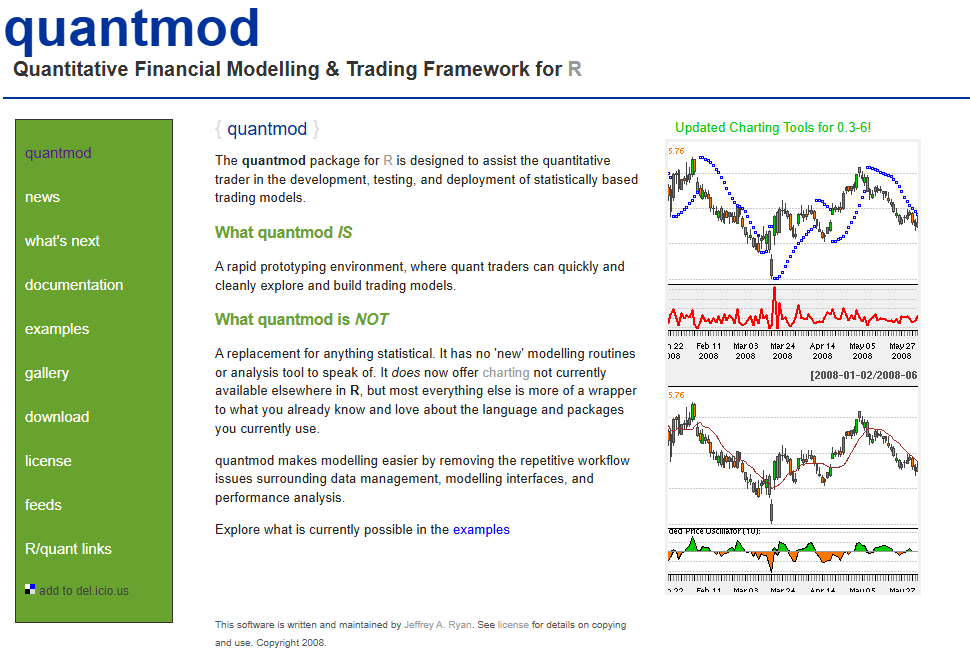 quantmod
Quantitative Financial Modelling & Trading Framework for R
quantmod
news
what's next
documentation
examples
gallery
download
license
feeds
R/quant links
add to del.icio.us
{ quantmod }
The quantmod package for R is designed to assist the quantitative
trader in the development, testing, and deployment of statistically based
trading models.
What quantmod IS
A rapid prototyping environment, where quant traders can quickly and
cleanly explore and build trading models.
What quantmod is NOT
A replacement for anything statistical. It has no 'new' modelling routines
or analysis tool to speak of. It does now offer charting not currently
available elsewhere in R, but most everything else is more of a wrapper
to what you already know and love about the language and packages
you currently use.
quantmod makes modelling easier by removing the repetitive workflow
issues surrounding data management, modelling interfaces, and
performance analysis.
Explore what is currently possible in the examples
This software is written and maintained by Jeffrey A. Ryan. See license for details on copying
and use. Copyright 2008.
Updated Charting Tools for 0.3-6!
5.76
n 22 Feb 11 Mar 03 Mar 24 Apr 14 May 05 May 27
008 2008 2008 2008 2008 2008 2008
[2008-01-02/2008-06
5.76
ded Price Oscillator (10):
n 22 Feb 11 Mar 03 Mar 24 Apr 14 May 05 May 27